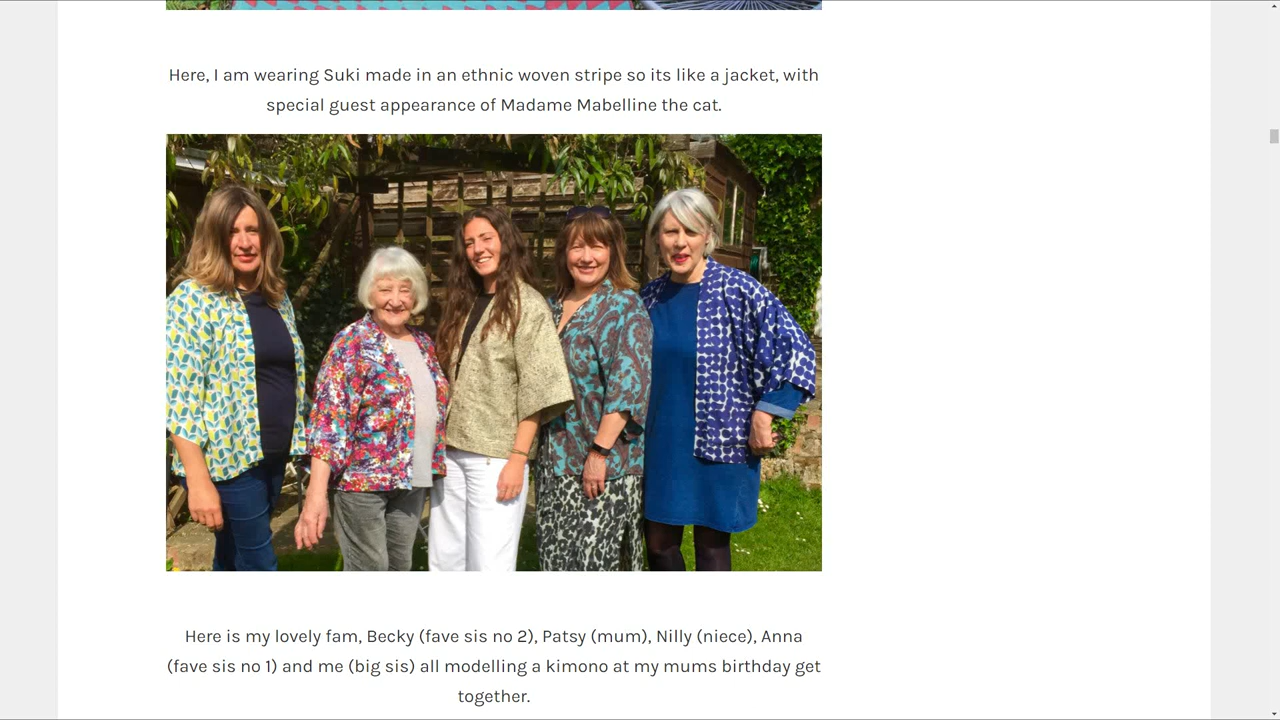 Here, I am wearing Suki made in an ethnic woven stripe so its like a jacket, with
special guest appearance of Madame Mabelline the cat.
Here is my lovely fam, Becky (fave sis no 2), Patsy (mum), Nilly (niece), Anna
(fave sis no 1) and me (big sis) all modelling a kimono at my mums birthday get
together.